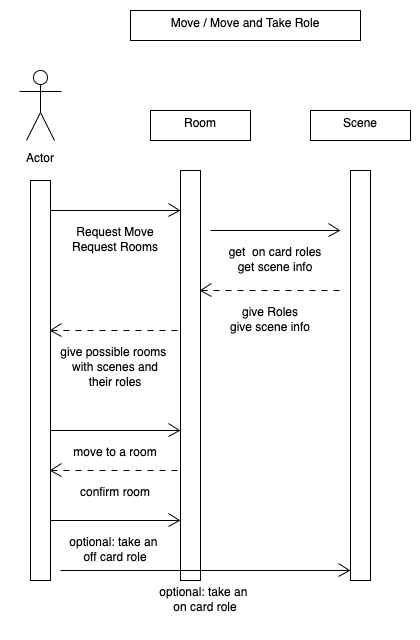 Move / Move and Take Role
Room
Scene
Actor
Request Move
Request Rooms
get on card roles
get scene info
give Roles
give scene info
give possible rooms
with scenes and
their roles
move to a room
confirm room
optional: take an
off card role
optional: take an
on card role